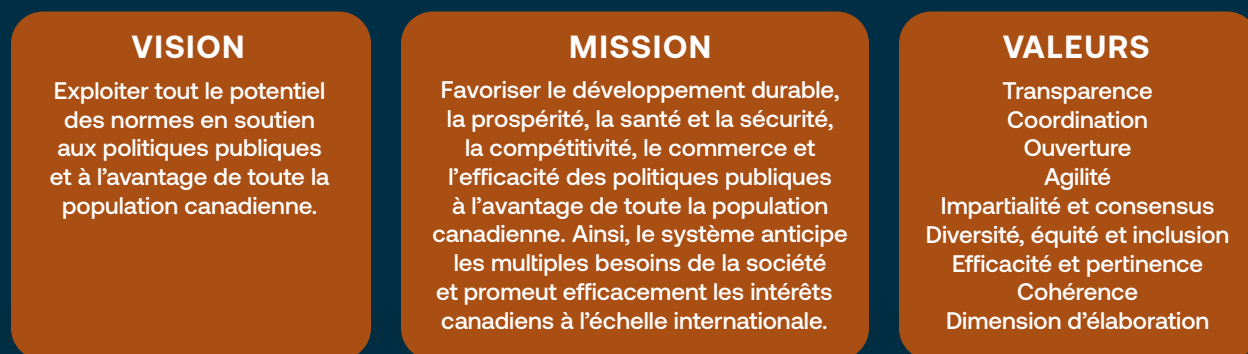 VISION
Exploiter tout le potentiel
des normes en soutien
aux politiques publiques
et à l’avantage de toute la
population canadienne.
MISSION
Favoriser le développement durable,
la prospérité, la santé et la sécurité,
la compétitivité, le commerce et
l’efficacité des politiques publiques
à l’avantage de toute la population
canadienne. Ainsi, le système anticipe
les multiples besoins de la société
et promeut efficacement les intérêts
canadiens à l’échelle internationale.
VALEURS
Transparence
Coordination
Ouverture
Agilité
Impartialité et consensus
Diversité, équité et inclusion
Efficacité et pertinence
Cohérence
Dimension d’élaboration